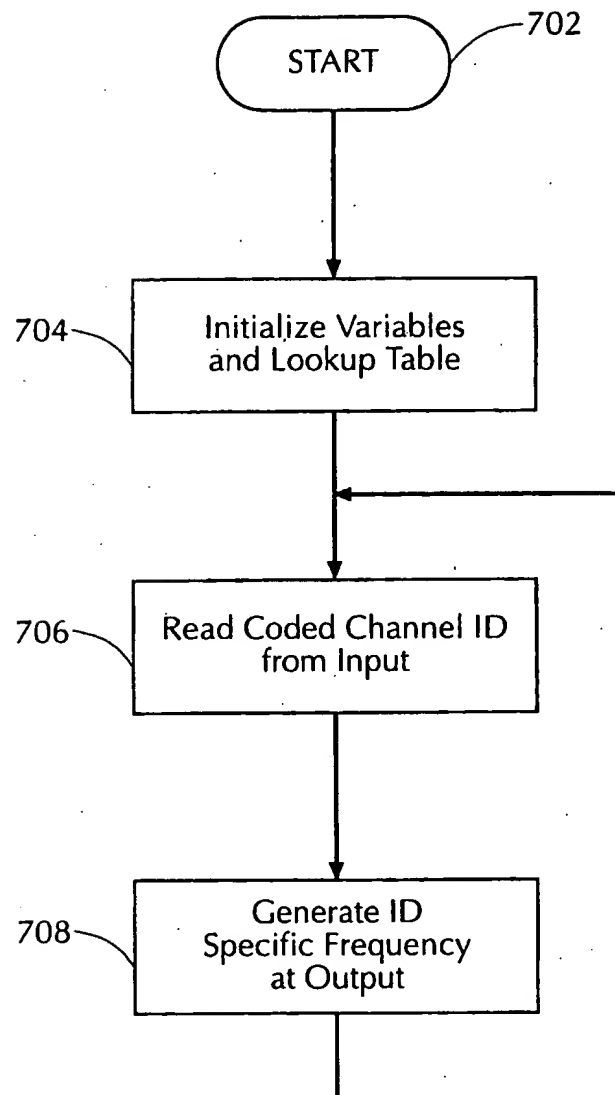 702
START
704
Initialize Variables
and Lookup Table
706
Read Coded Channel ID
from Input
708
Generate ID
Specific Frequency
at Output